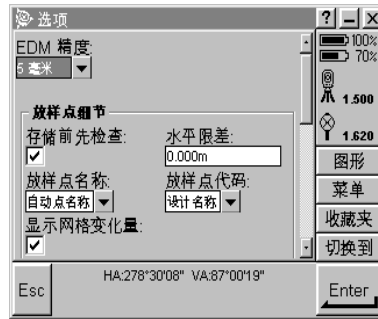 选项
EDM 精度:
5 毫米
放样点细节
存储前先检查:
水平限差:
0.000m
放样点名称:
放样点代码:
自动点名称
设计名称
显示网格变化量:
Esc
HA:278°30'08" VA:87°00'19"
? _ X
100%
70%
1.500
1.620
图形
菜单
收藏夹
切换到
Enter